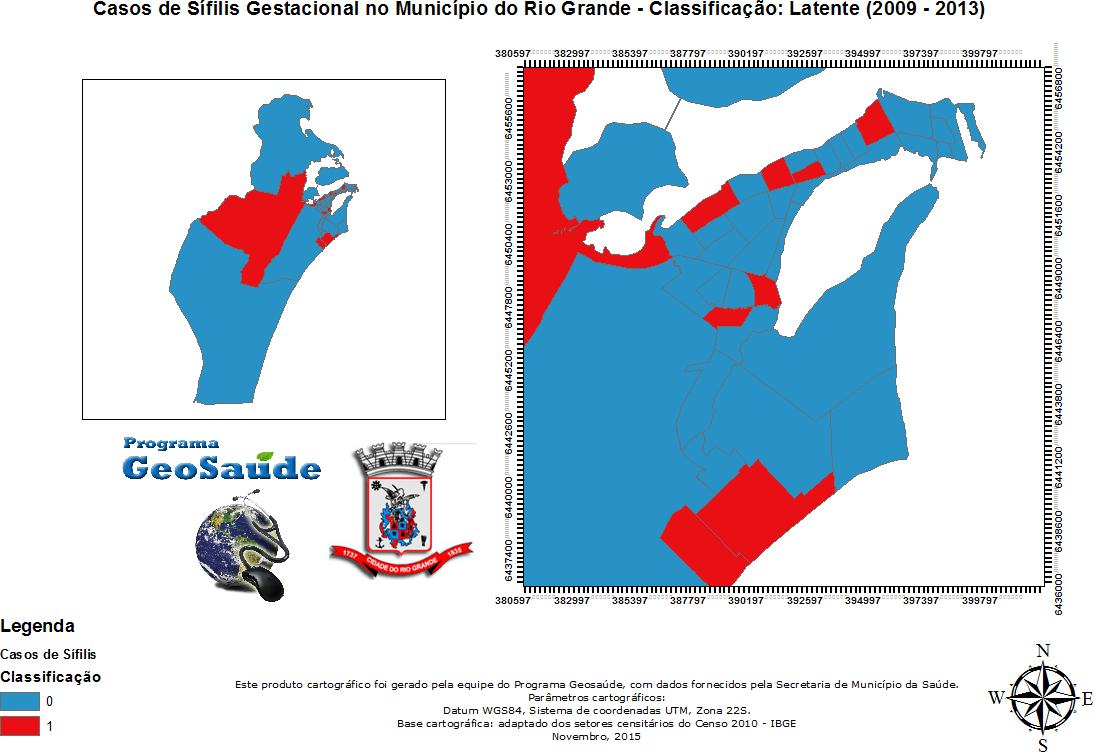 Casos de Sífilis Gestacional no Município do Rio Grande - Classificação: Latente (2009 - 2013)
380597 382997 385397 387797 390197 392597 394997 397397 399797
6455600 6453000 6450400 6447800 6445200 6442600 6440000 6437400
6456800 6454200 6451600 6449000 6446400 6443800 6441200 6438600 6436000
380597 382997 385397 387797 390197 392597 394997 397397 399797
Programa
GeoSaúde
1737 CIDADE DO RIO GRANDE 1835
Legenda
Casos de Sífilis
Classificação
0
1
Este produto cartográfico foi gerado pela equipe do Programa Geosaúde, com dados fornecidos pela Secretaria de Município da Saúde.
Parâmetros cartográficos:
Datum WGS84, Sistema de coordenadas UTM, Zona 22S.
Base cartográfica: adaptado dos setores censitários do Censo 2010 - IBGE
Novembro, 2015
N
W E
S